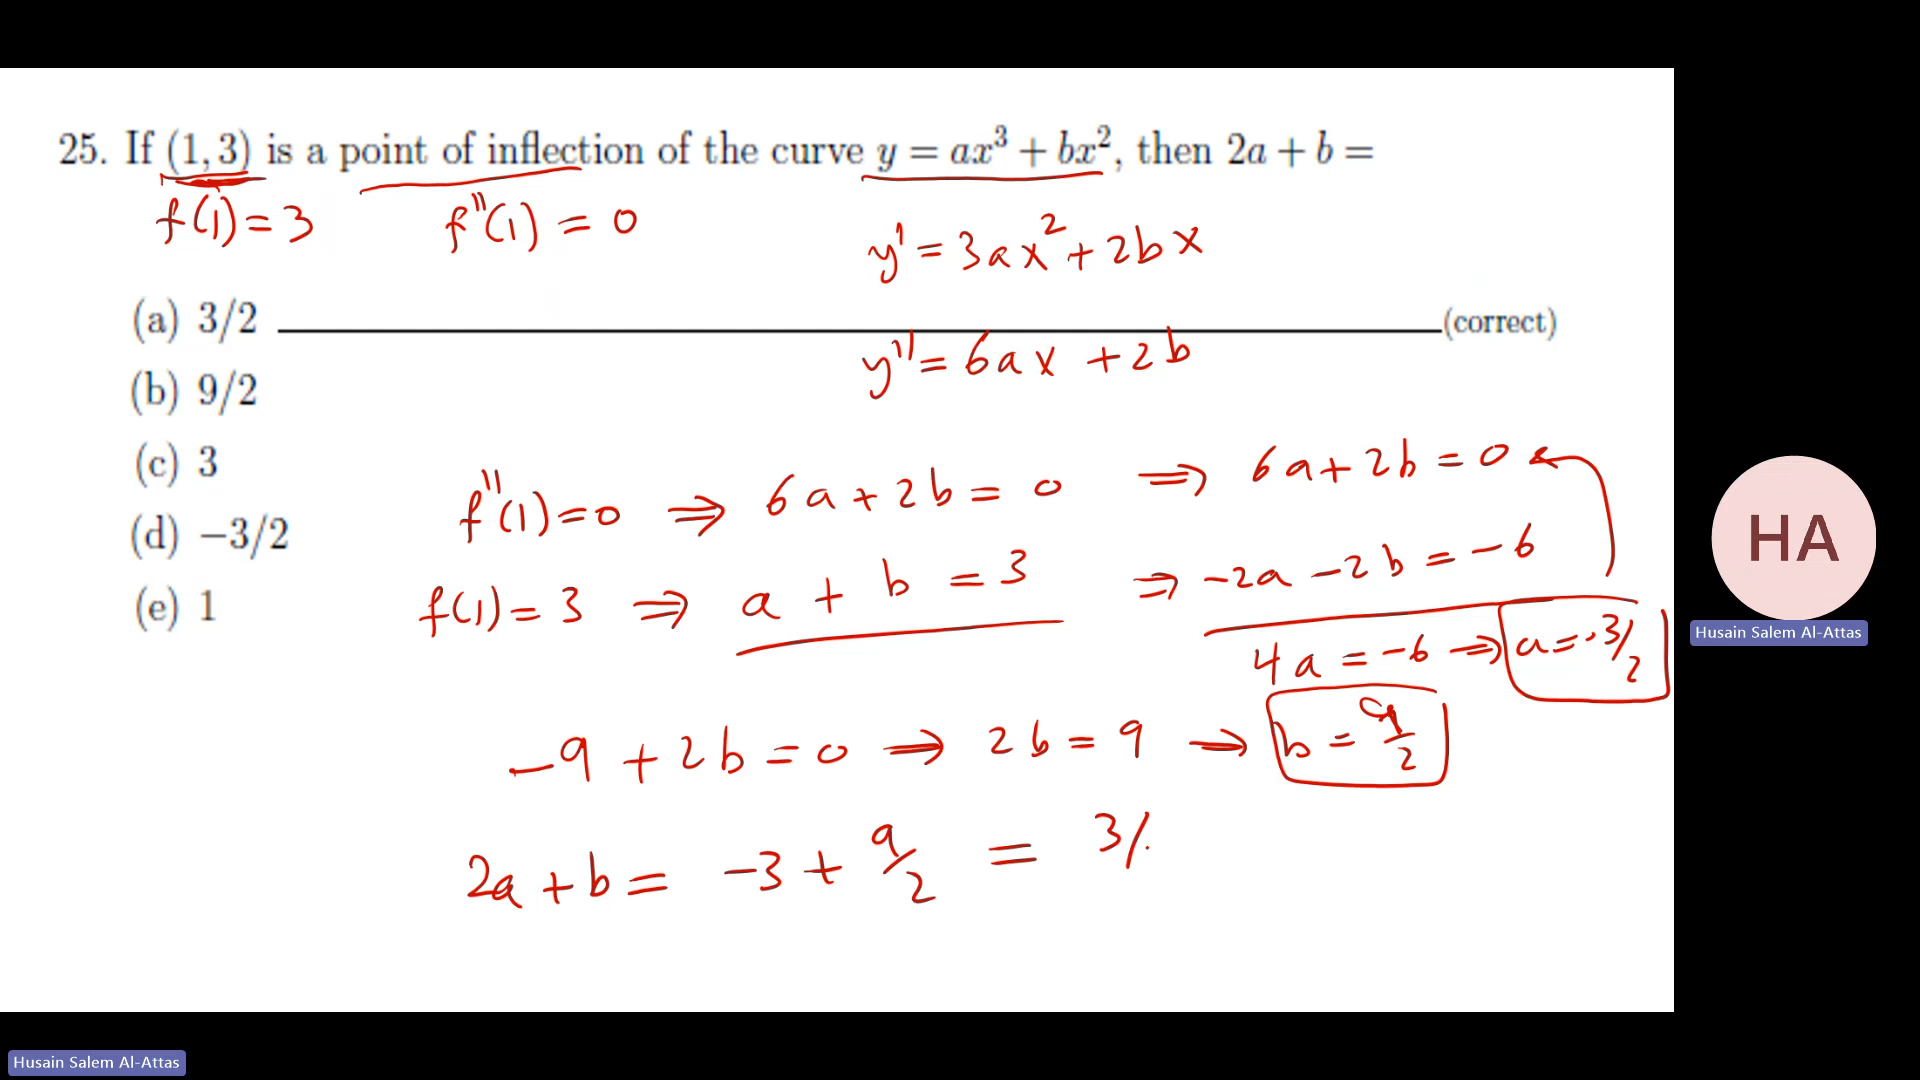 25. If (1, 3) is a point of inflection of the curve y = ax³ + bx², then 2a + b =
f(1) = 3
f''(1) = 0
y' = 3ax² + 2bx
(a) 3/2 (correct)
y'' = 6ax + 2b
(b) 9/2
(c) 3
f''(1) = 0 ⇒ 6a + 2b = 0 ⇒ 6a + 2b = 0
(d) −3/2
(e) 1
f(1) = 3 ⇒ a + b = 3 ⇒ -2a - 2b = -6
4a = -6 ⇒ a = -3/2
-9 + 2b = 0 ⇒ 2b = 9 → b = 9/2
2a + b = -3 + 9/2 = 3/
HA
Husain Salem Al-Attas
Husain Salem Al-Attas